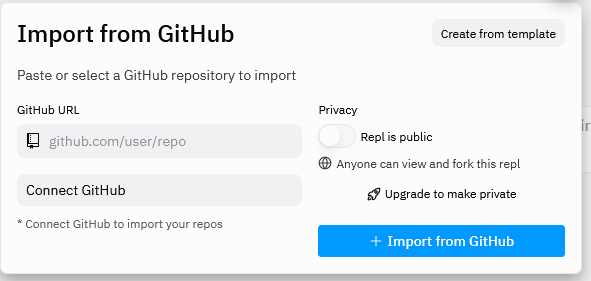 Import from GitHub
Create from template
Paste or select a GitHub repository to import
GitHub URL
github.com/user/repo
Connect GitHub
* Connect GitHub to import your repos
Privacy
Repl is public
Anyone can view and fork this repl
Upgrade to make private
+ Import from GitHub